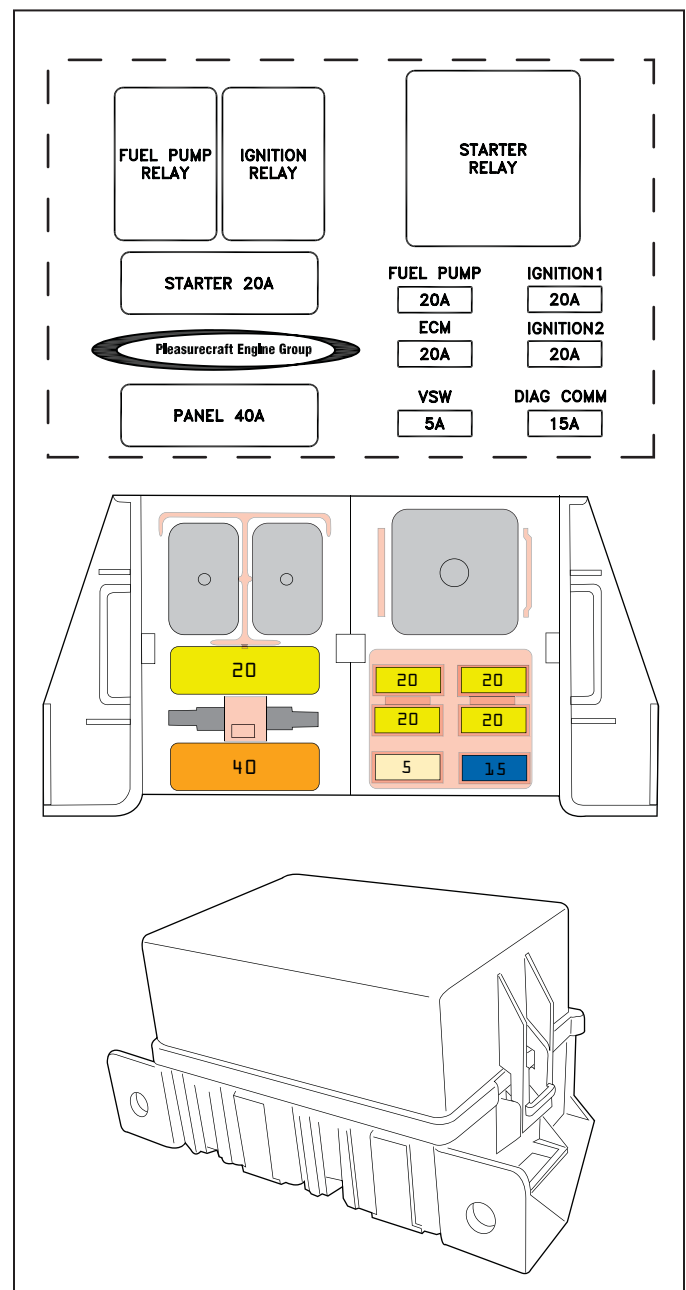 FUEL PUMP
RELAY
IGNITION
RELAY
STARTER
RELAY
STARTER 20A
FUEL PUMP
20A
IGNITION1
20A
Pleasurecraft Engine Group
ECM
20A
IGNITION2
20A
PANEL 40A
VSW
5A
DIAG COMM
15A
20
20
20
20
20
40
5
15